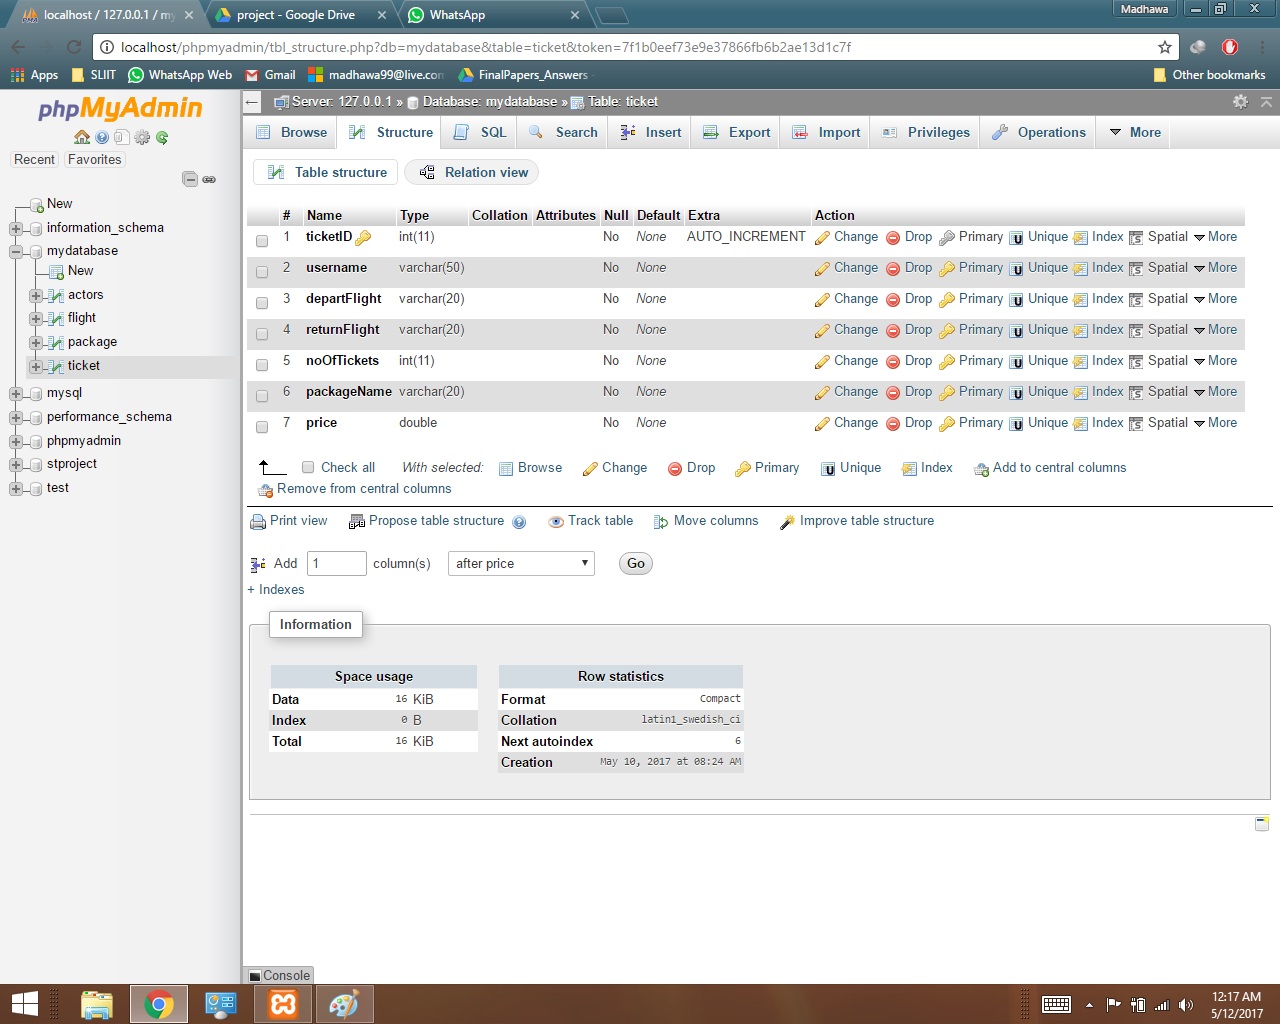 localhost / 127.0.0.1 / my
project - Google Drive
WhatsApp
Madhawa
localhost/phpmyadmin/tbl_structure.php?db=mydatabase&table=ticket&token=7f1b0eef73e9e37866fb6b2ae13d1c7f
Apps SLIIT WhatsApp Web Gmail madhawa99@live.com FinalPapers_Answers - Other bookmarks
phpMyAdmin
Recent Favorites
New
information_schema
mydatabase
New
actors
flight
package
ticket
mysql
performance_schema
phpmyadmin
stproject
test
Server: 127.0.0.1 » Database: mydatabase » Table: ticket
Browse Structure SQL Search Insert Export Import Privileges Operations More
Table structure Relation view
# Name Type Collation Attributes Null Default Extra Action
1 ticketID int(11) No None AUTO_INCREMENT Change Drop Primary Unique Index Spatial More
2 username varchar(50) No None Change Drop Primary Unique Index Spatial More
3 departFlight varchar(20) No None Change Drop Primary Unique Index Spatial More
4 returnFlight varchar(20) No None Change Drop Primary Unique Index Spatial More
5 noOfTickets int(11) No None Change Drop Primary Unique Index Spatial More
6 packageName varchar(20) No None Change Drop Primary Unique Index Spatial More
7 price double No None Change Drop Primary Unique Index Spatial More
Check all With selected: Browse Change Drop Primary Unique Index Add to central columns
Remove from central columns
Print view Propose table structure Track table Move columns Improve table structure
Add 1 column(s) after price Go
+ Indexes
Information
Space usage
Data 16 KiB
Index 0 B
Total 16 KiB
Row statistics
Format Compact
Collation latin1_swedish_ci
Next autoindex 6
Creation May 10, 2017 at 08:24 AM
Console
12:17 AM
5/12/2017